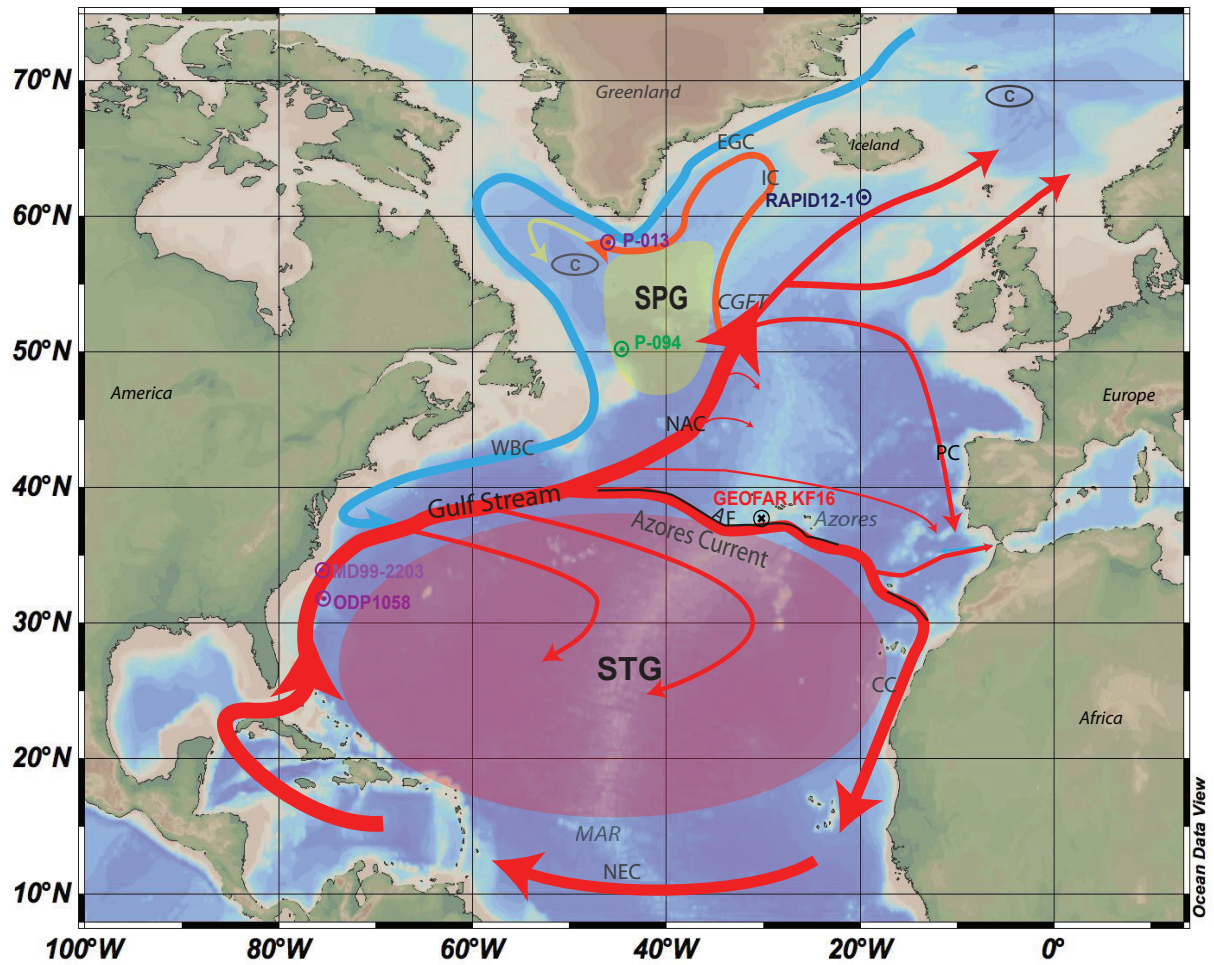 70°N
60°N
50°N
40°N
30°N
20°N
10°N
100°W
80°W
60°W
40°W
20°W
0°
Greenland
C
EGC
Iceland
IC
RAPID12-1
P-013
C
SPG
CGFT
P-094
America
Europe
NAC
WBC
PC
Gulf Stream
GEOFAR KF16
AF
Azores
Azores Current
MD99-2203
ODP1058
STG
CC
Africa
MAR
NEC
Ocean Data View